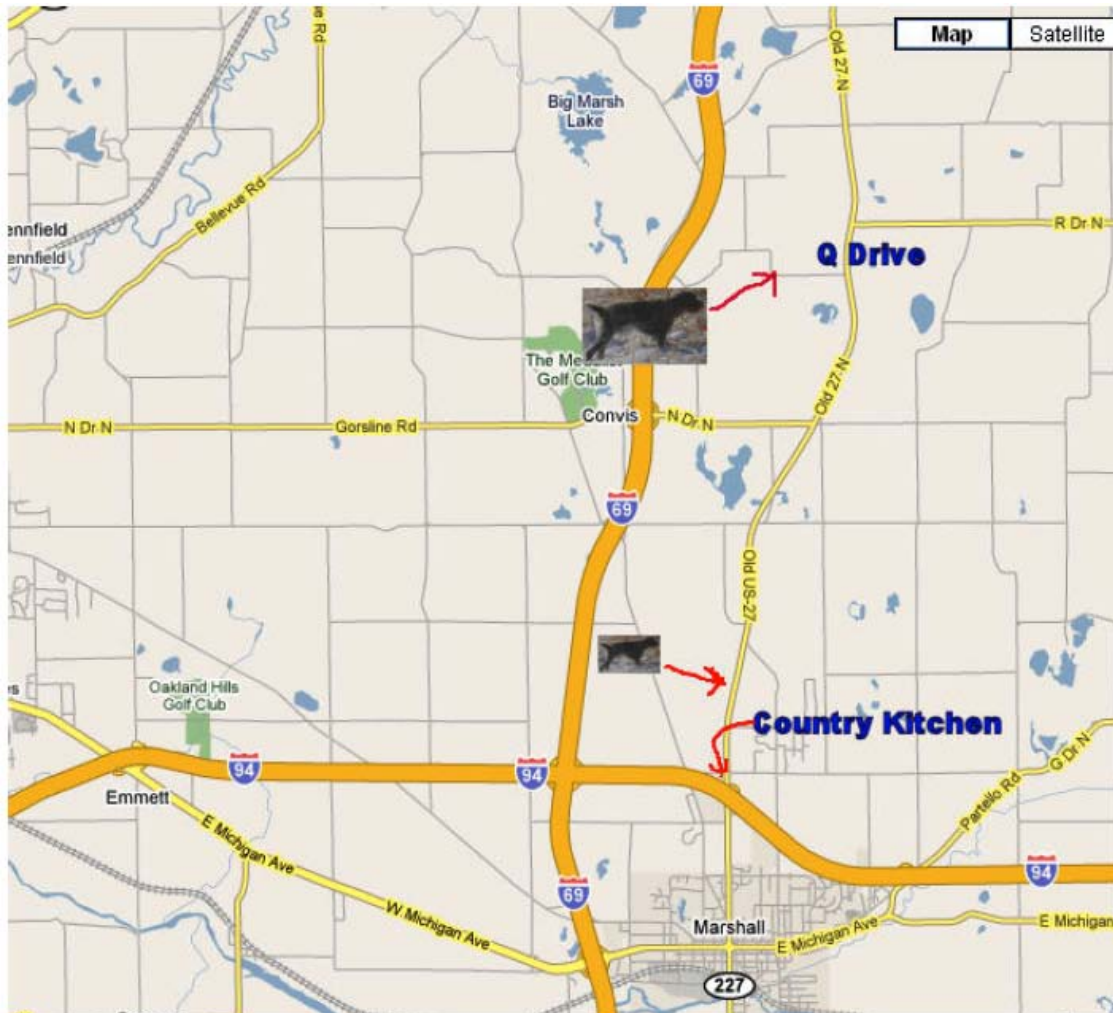 Map
Satellite
Old 27-N
69
Big Marsh
Lake
Bellevue Rd
ue Rd
ennfield
ennfield
R Dr N
Q Drive
Golf Club
Old 27-N
Convis
N Dr N
N Dr N
Gorsline Rd
69
Old US-27
Oakland Hills
Golf Club
Country Kitchen
G Dr N
Partello Rd
94
94
Emmett
E Michigan Ave
W Michigan Ave
69
Marshall
E Michigan Ave
E Michigan
94
227